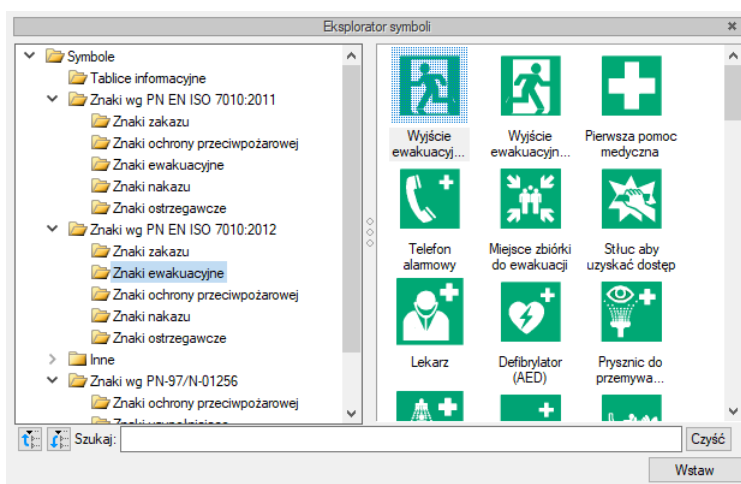 Eksplorator symboli
Symbole
Tablice infomacyjne
Znaki wg PN EN ISO 7010:2011
Znaki zakazu
Znaki ochrony przeciwpożarowej
Znaki ewakuacyjne
Znaki nakazu
Znaki ostrzegawcze
Znaki wg PN EN ISO 7010:2012
Znaki zakazu
Znaki ewakuacyjne
Znaki ochrony przeciwpożarowej
Znaki nakazu
Znaki ostrzegawcze
Inne
Znaki wg PN-97/N-01256
Znaki ochrony przeciwpożarowej
Wyjście
ewakuacyj...
Wyjście
ewakuacyjn...
Pierwsza pomoc
medyczna
Telefon
alarmowy
Miejsce zbiórki
do ewakuacji
Stłuc aby
uzyskać dostęp
Lekarz
Defibrylator
(AED)
Prysznic do
przemywa...
Szukaj:
Czyść
Wstaw